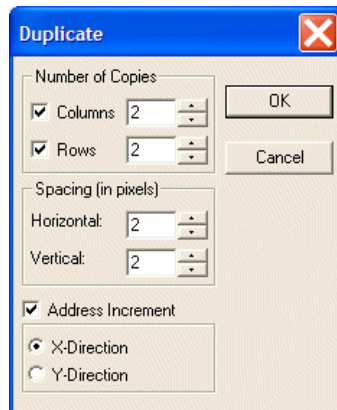 Duplicate
Number of Copies
Columns 2
OK
Rows 2
Cancel
Spacing (in pixels)
Horizontal: 2
Vertical: 2
Address Increment
X-Direction
Y-Direction